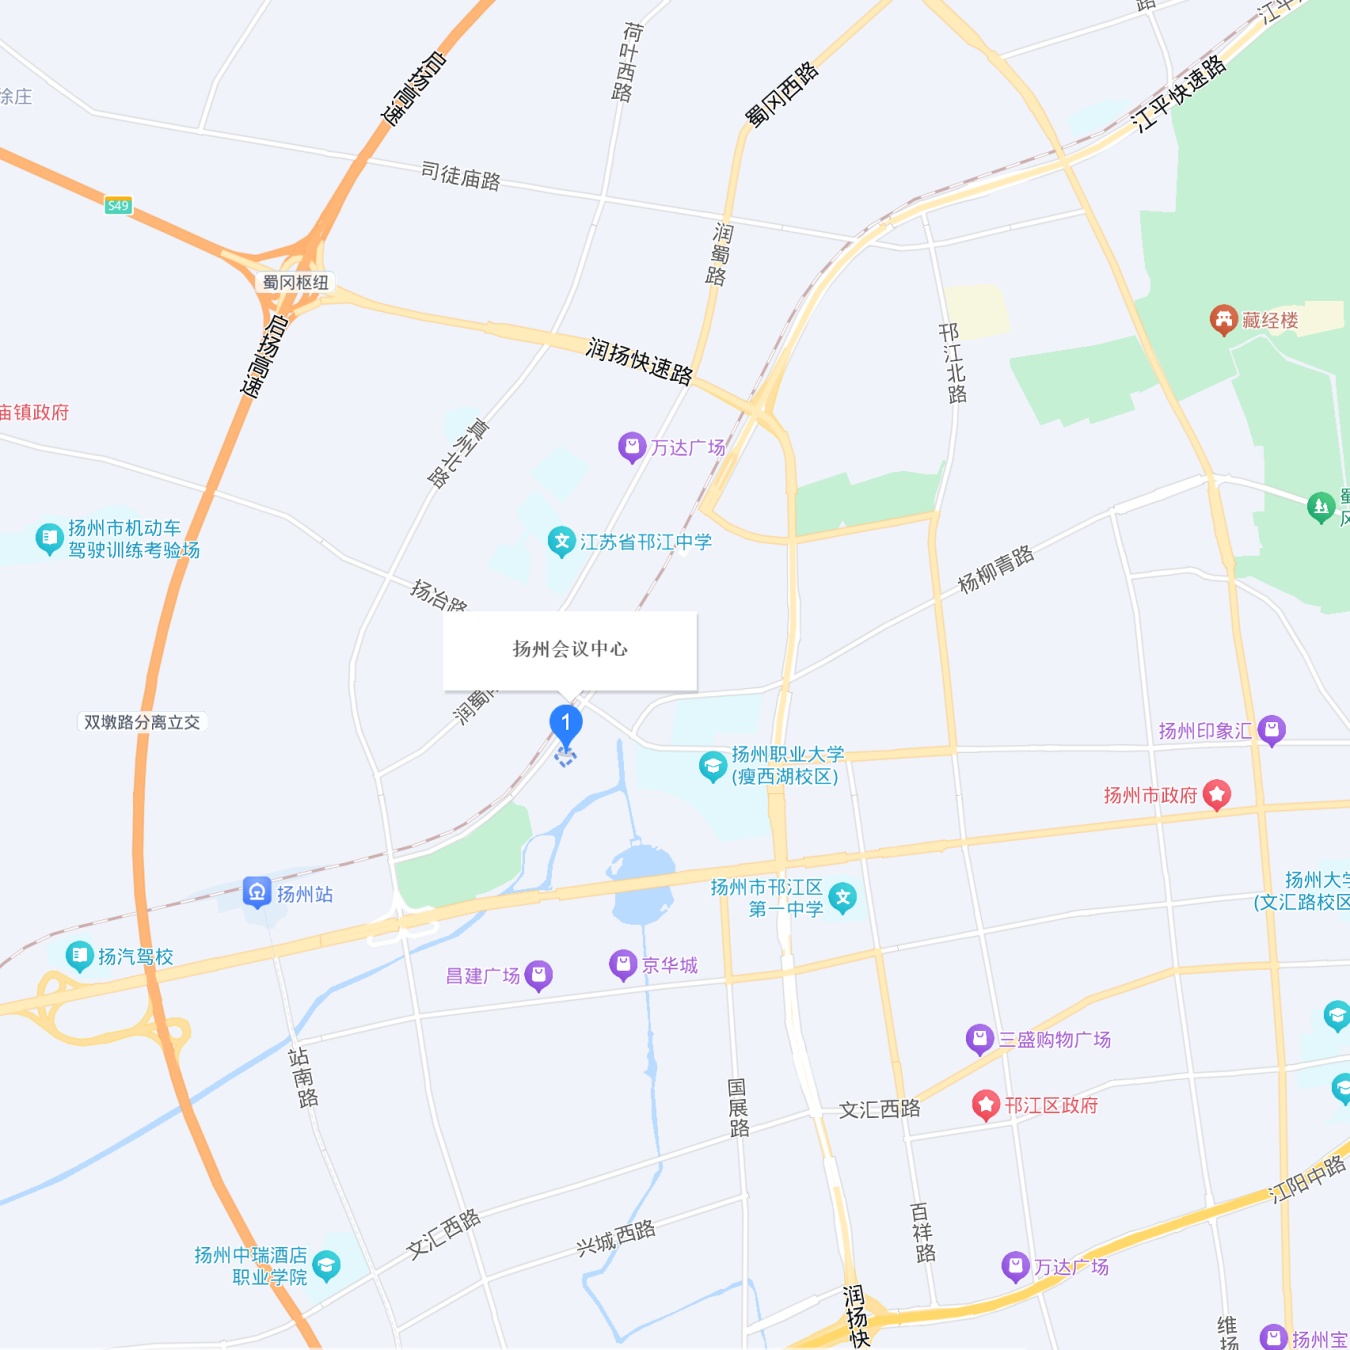 江平
路
荷叶西路
启扬高速
蜀冈西路
江平快速路
徐庄
司徒庙路
S49
润蜀路
蜀冈枢纽
藏经楼
启扬高速
润扬快速路
邗江北路
庙镇政府
真州北路
万达广场
蜀
冈
扬州市机动车
驾驶训练考验场
江苏省邗江中学
杨柳青路
扬冶路
扬州会议中心
润蜀
1
双墩路分离立交
扬州印象汇
扬州职业大学
(瘦西湖校区)
扬州市政府
扬州站
扬州市邗江区
第一中学
扬州大学
(文汇路校区
扬汽驾校
昌建广场
京华城
三盛购物广场
站南路
国展路
文汇西路
邗江区政府
江阳中路
文汇西路
兴城西路
百祥路
扬州中瑞酒店
职业学院
万达广场
润扬快
维扬
扬州宝